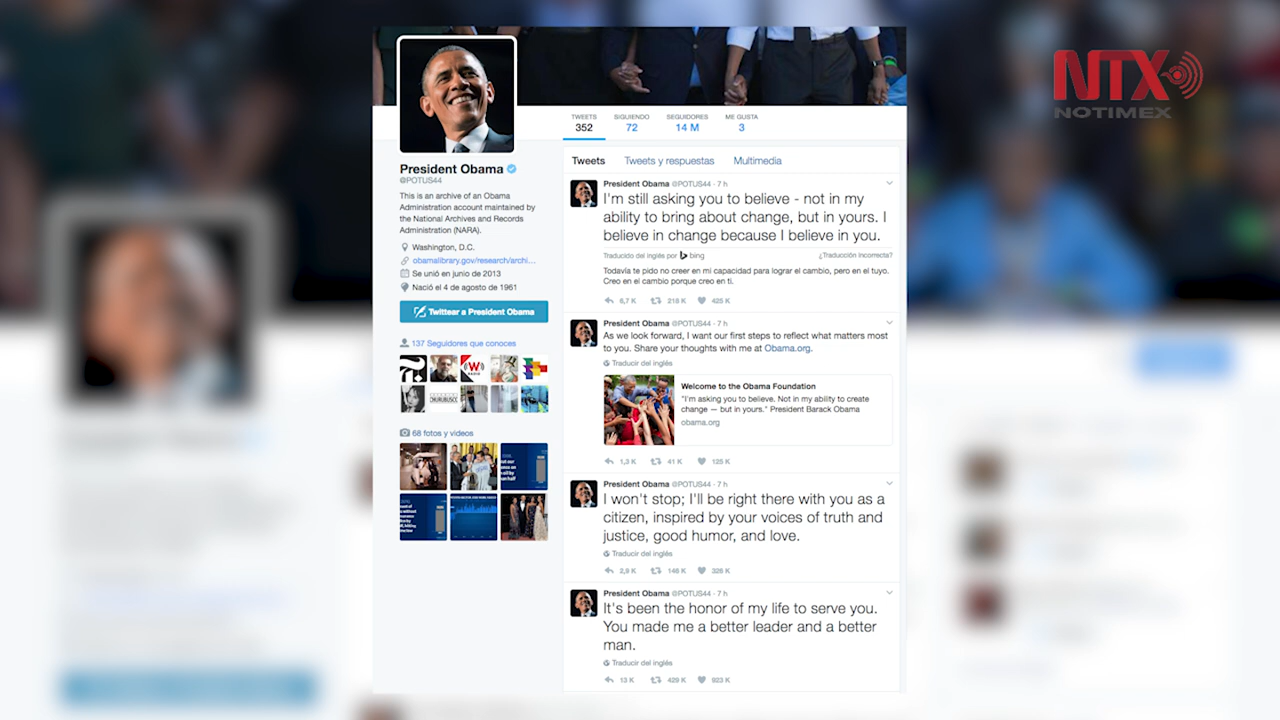 NTX
NOTIMEX
TWEETS
352
SIGUIENDO
72
SEGUIDORES
14 M
ME GUSTA
3
President Obama
@POTUS44
This is an archive of an Obama
Administration account maintained by
the National Archives and Records
Administration (NARA).
Washington, D.C.
obamalibrary.gov/research/archi...
Se unió en junio de 2013
Nació el 4 de agosto de 1961
Twittear a President Obama
137 Seguidores que conoces
W
RADIO
CHURUBUSCO
68 fotos y videos
Tweets
Tweets y respuestas
Multimedia
President Obama @POTUS44 · 7 h
I'm still asking you to believe - not in my
ability to bring about change, but in yours. I
believe in change because I believe in you.
Traducido del inglés por bing
¿Traducción incorrecta?
Todavía te pido no creer en mi capacidad para lograr el cambio, pero en el tuyo.
Creo en el cambio porque creo en ti.
6,7 K
218 K
425 K
President Obama @POTUS44 · 7 h
As we look forward, I want our first steps to reflect what matters most
to you. Share your thoughts with me at Obama.org.
Traducir del inglés
Welcome to the Obama Foundation
"I'm asking you to believe. Not in my ability to create
change — but in yours." President Barack Obama
obama.org
1,3 K
41 K
125 K
President Obama @POTUS44 · 7 h
I won't stop; I'll be right there with you as a
citizen, inspired by your voices of truth and
justice, good humor, and love.
Traducir del inglés
2,9 K
146 K
326 K
President Obama @POTUS44 · 7 h
It's been the honor of my life to serve you.
You made me a better leader and a better
man.
Traducir del inglés
13 K
429 K
923 K